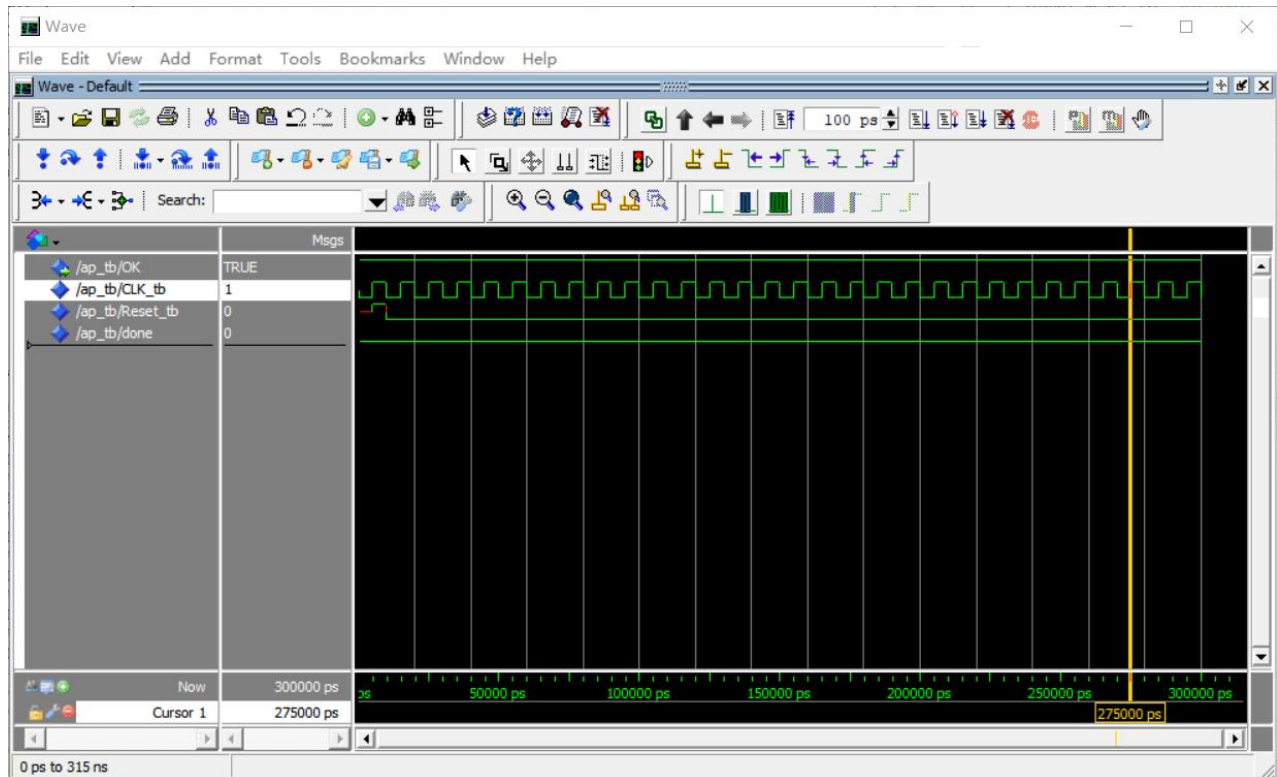 Wave
File Edit View Add Format Tools Bookmarks Window Help
Wave - Default
100 ps
Search:
Msgs
/ap_tb/OK TRUE
/ap_tb/CLK_tb 1
/ap_tb/Reset_tb 0
/ap_tb/done 0
Now 300000 ps
ps 50000 ps 100000 ps 150000 ps 200000 ps 250000 ps 300000 ps
Cursor 1 275000 ps
275000 ps
0 ps to 315 ns